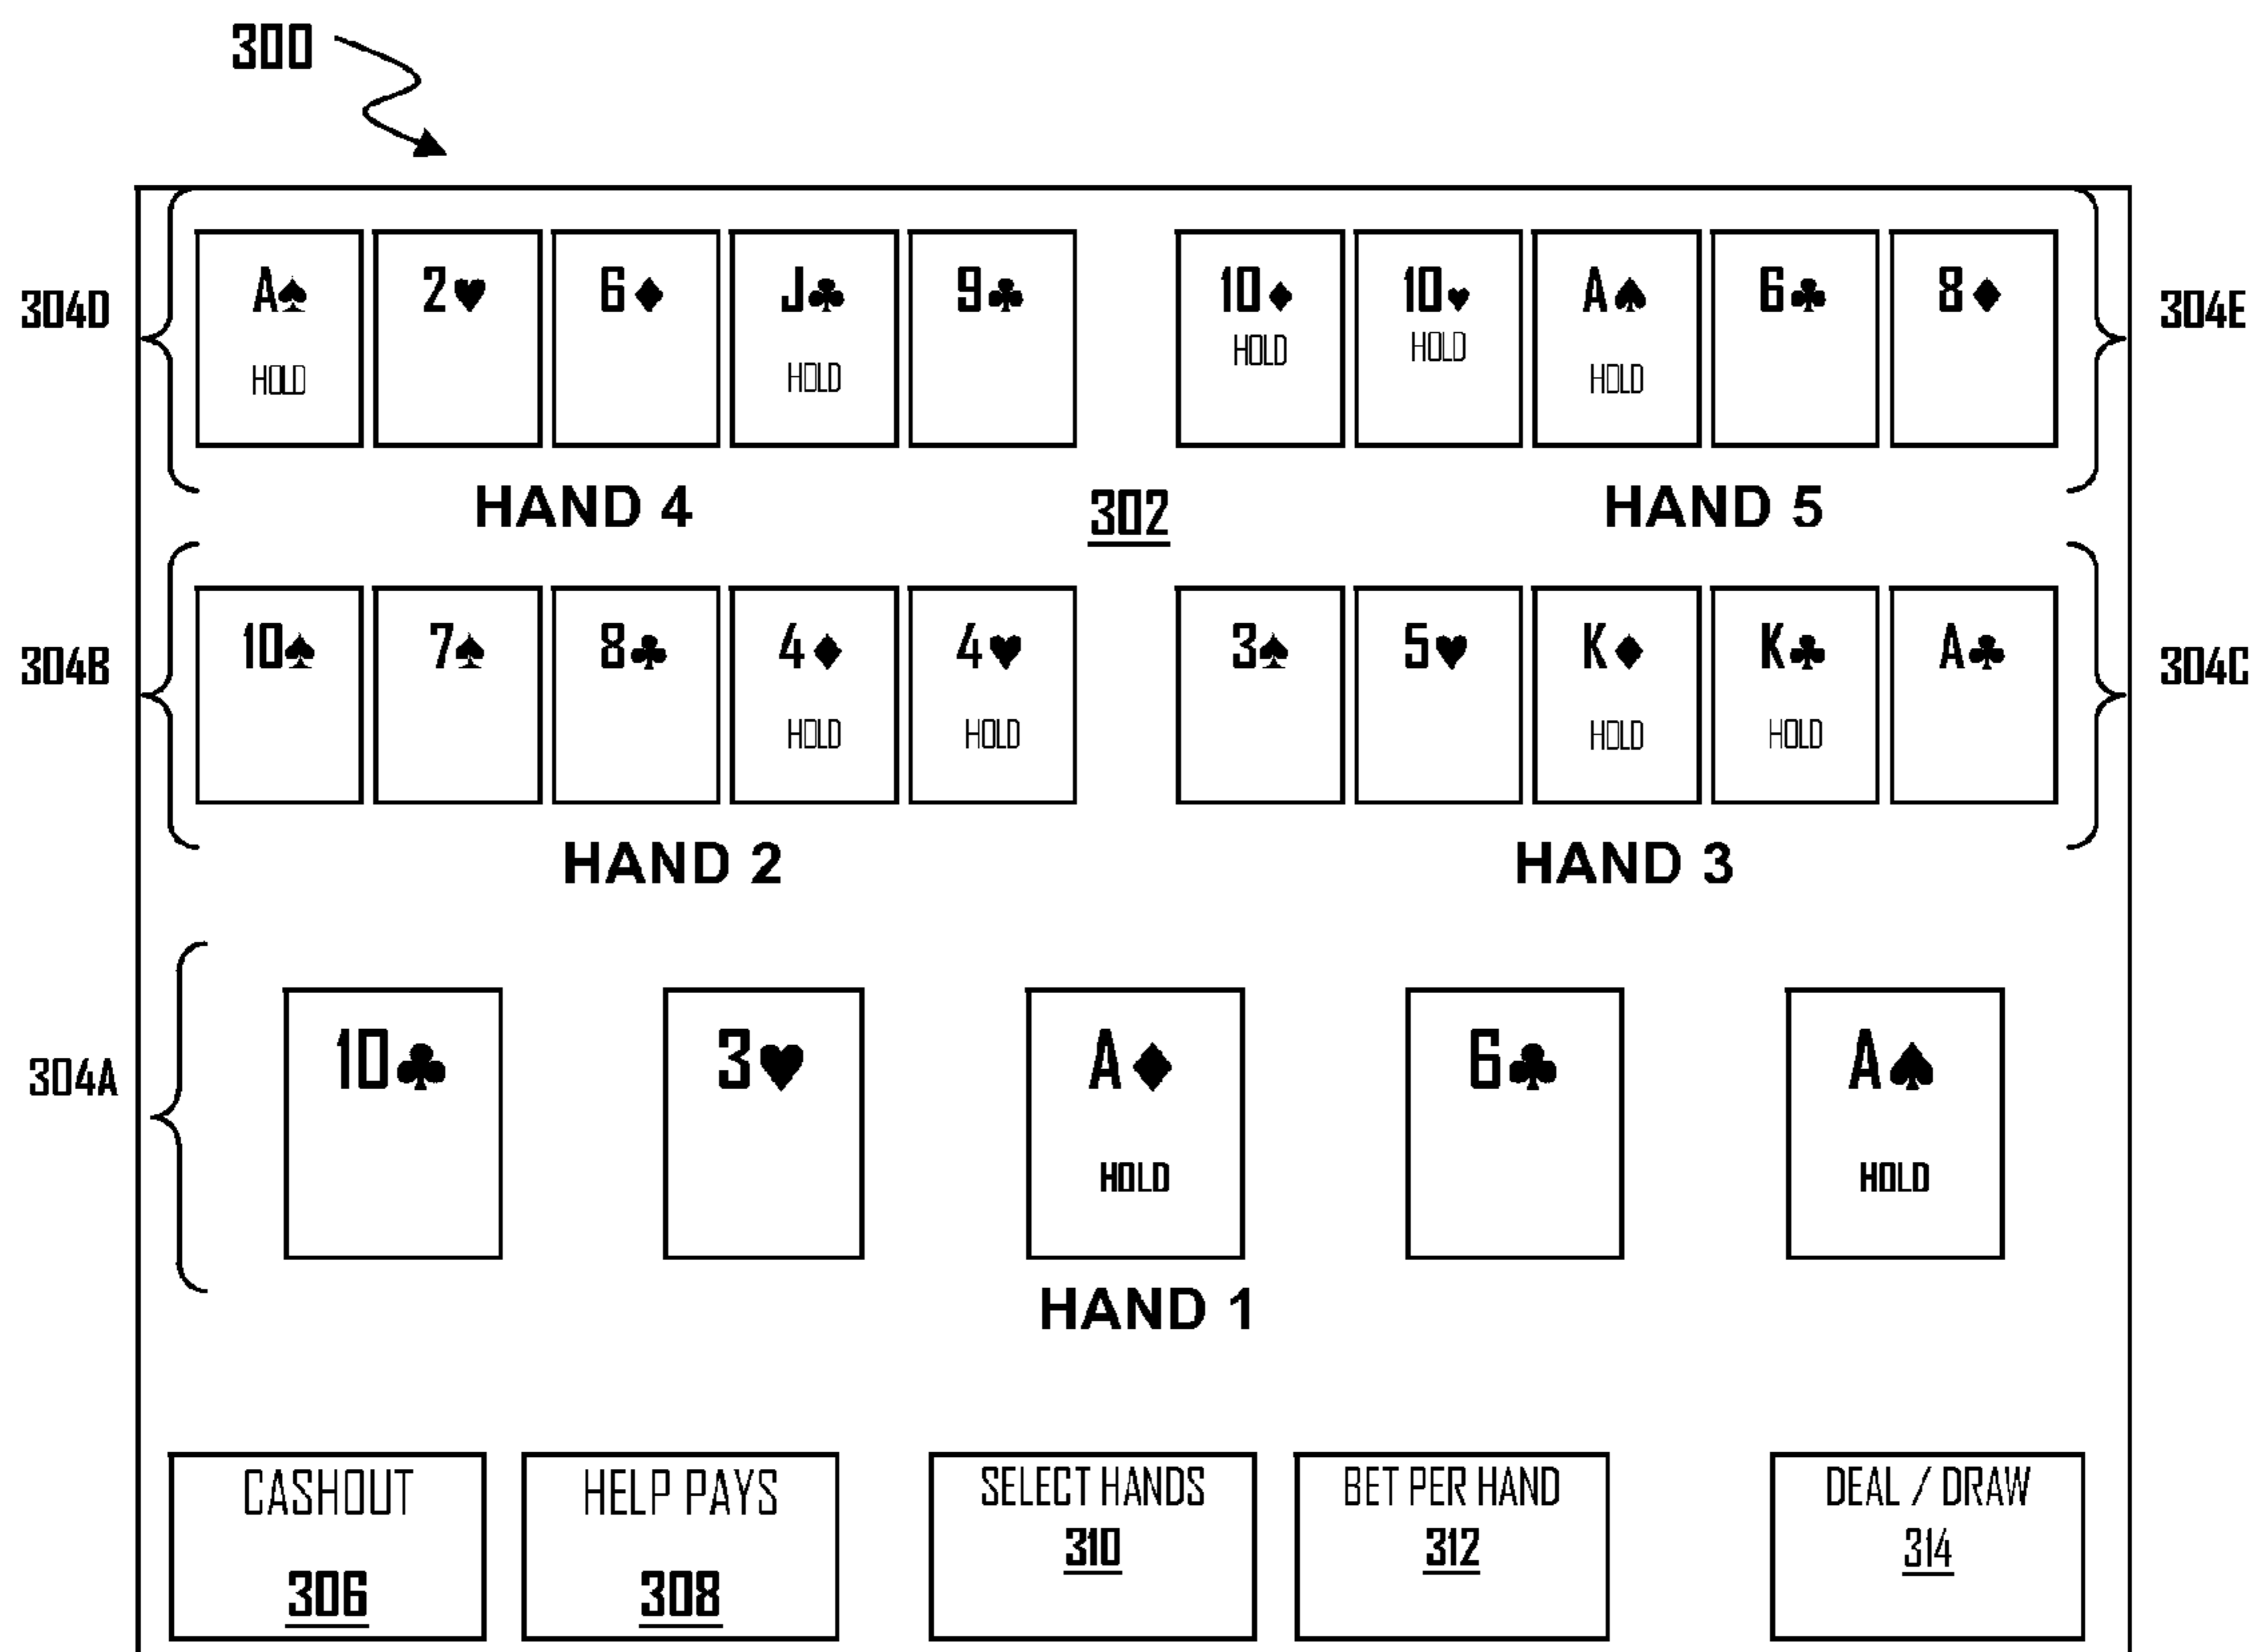 300
304D
A♠ 2♥ 6♦ J♣ 9♣
HOLD HOLD
HAND 4
10♦ 10♥ A♠ 6♣ 8♦
HOLD HOLD HOLD
HAND 5
304E
302
304B
10♠ 7♠ 8♣ 4♦ 4♥
HOLD HOLD
HAND 2
3♠ 5♥ K♦ K♣ A♣
HOLD HOLD
HAND 3
304C
304A
10♣ 3♥ A♦ 6♣ A♠
HOLD HOLD
HAND 1
CASHOUT
306
HELP PAYS
308
SELECT HANDS
310
BET PER HAND
312
DEAL / DRAW
314